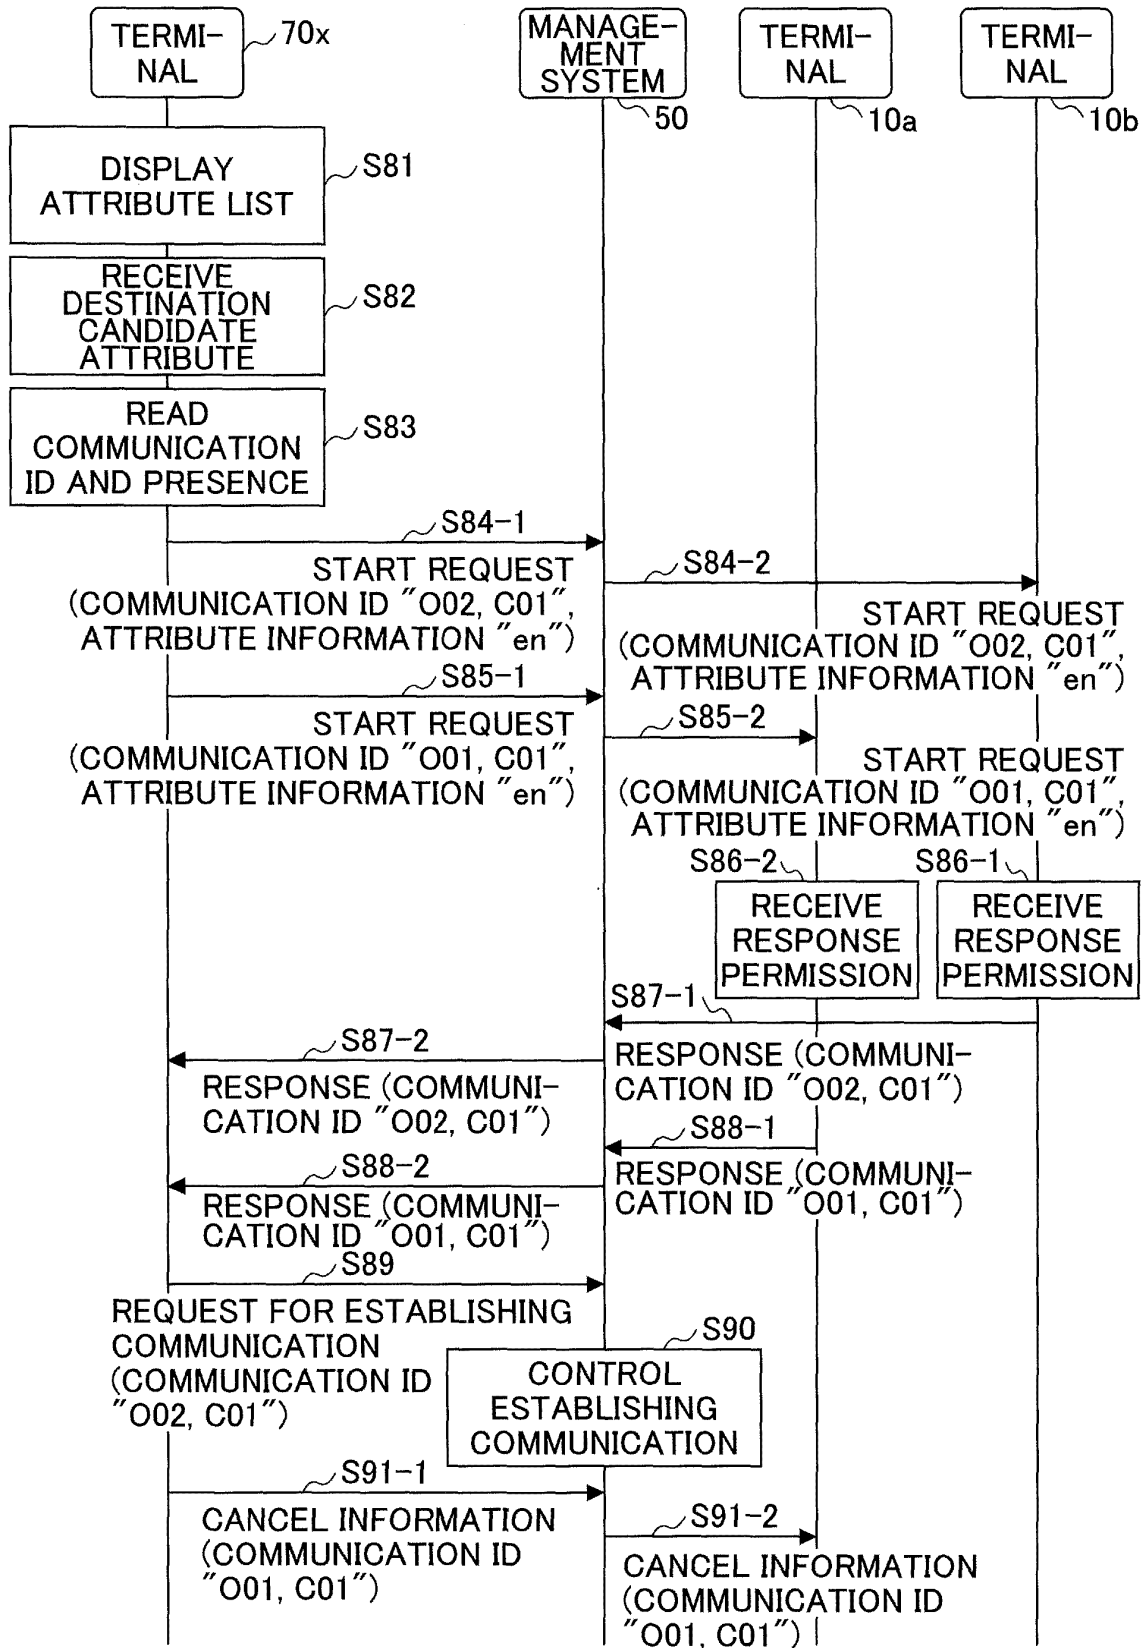 TERMI-
NAL
70x
MANAGE-
MENT
SYSTEM
50
TERMI-
NAL
10a
TERMI-
NAL
10b
DISPLAY
ATTRIBUTE LIST
S81
RECEIVE
DESTINATION
CANDIDATE
ATTRIBUTE
S82
READ
COMMUNICATION
ID AND PRESENCE
S83
S84-1
START REQUEST
(COMMUNICATION ID "O02, C01",
ATTRIBUTE INFORMATION "en")
S84-2
START REQUEST
(COMMUNICATION ID "O02, C01",
ATTRIBUTE INFORMATION "en")
S85-1
START REQUEST
(COMMUNICATION ID "O01, C01",
ATTRIBUTE INFORMATION "en")
S85-2
START REQUEST
(COMMUNICATION ID "O01, C01",
ATTRIBUTE INFORMATION "en")
S86-2
RECEIVE
RESPONSE
PERMISSION
S86-1
RECEIVE
RESPONSE
PERMISSION
S87-1
RESPONSE (COMMUNI-
CATION ID "O02, C01")
S87-2
RESPONSE (COMMUNI-
CATION ID "O02, C01")
S88-1
RESPONSE (COMMUNI-
CATION ID "O01, C01")
S88-2
RESPONSE (COMMUNI-
CATION ID "O01, C01")
S89
REQUEST FOR ESTABLISHING
COMMUNICATION
(COMMUNICATION ID
"O02, C01")
S90
CONTROL
ESTABLISHING
COMMUNICATION
S91-1
CANCEL INFORMATION
(COMMUNICATION ID
"O01, C01")
S91-2
CANCEL INFORMATION
(COMMUNICATION ID
"O01, C01")